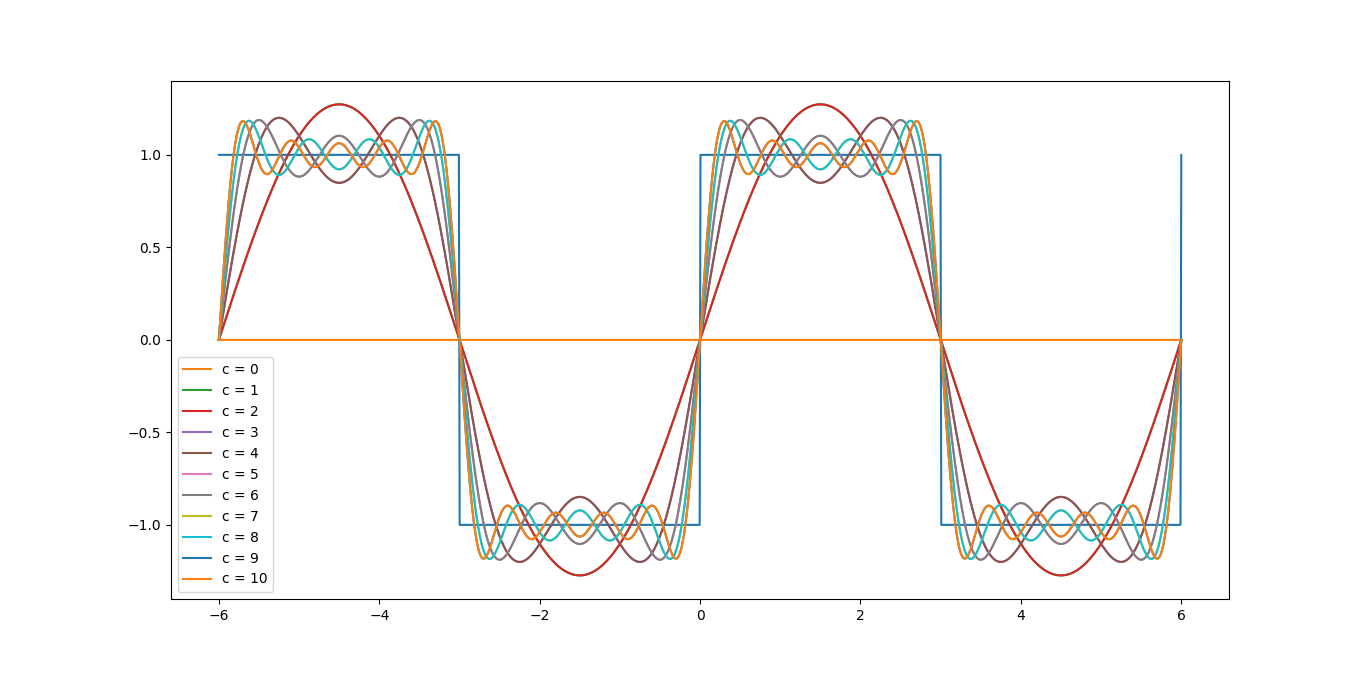 1.0
0.5
0.0
−0.5
−1.0
c = 0
c = 1
c = 2
c = 3
c = 4
c = 5
c = 6
c = 7
c = 8
c = 9
c = 10
−6 −4 −2 0 2 4 6